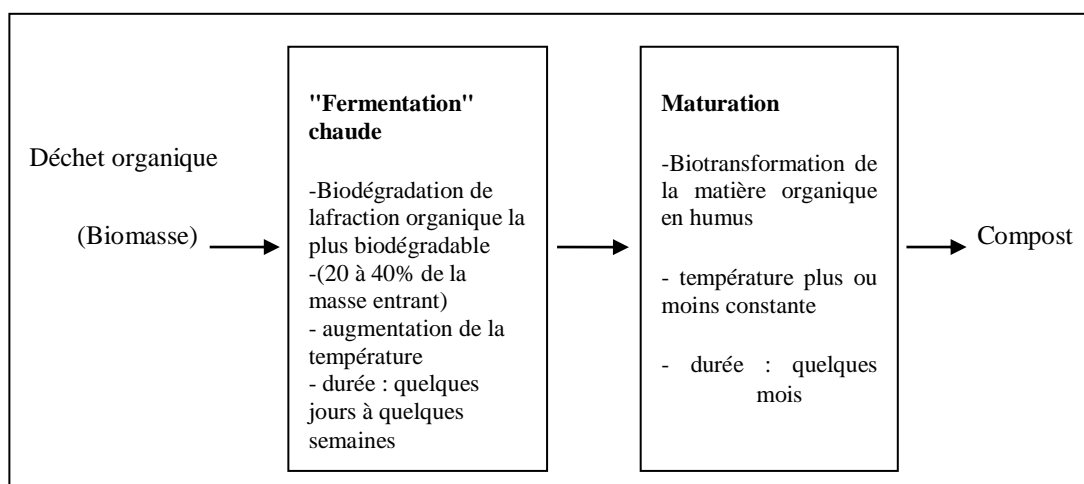 Déchet organique
(Biomasse)
"Fermentation"
chaude
-Biodégradation de
lafraction organique la
plus biodégradable
-(20 à 40% de la
masse entrant)
- augmentation de la
température
- durée : quelques
jours à quelques
semaines
Maturation
-Biotransformation de
la matière organique
en humus
- température plus ou
moins constante
- durée : quelques
mois
Compost